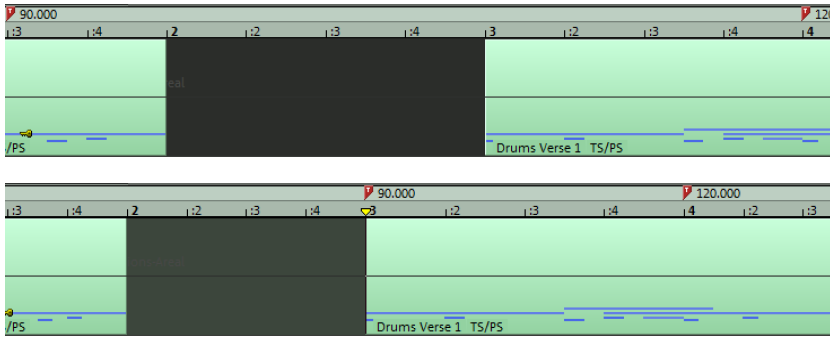 T 90.000 T 12
:3 :4 2 :2 :3 :4 3 :2 :3 :4 4
eal
/PS Drums Verse 1 TS/PS
T 90.000 T 120.000
:3 :4 2 :2 :3 :4 3 :2 :3 :4 4 :2 :3
/PS Drums Verse 1 TS/PS